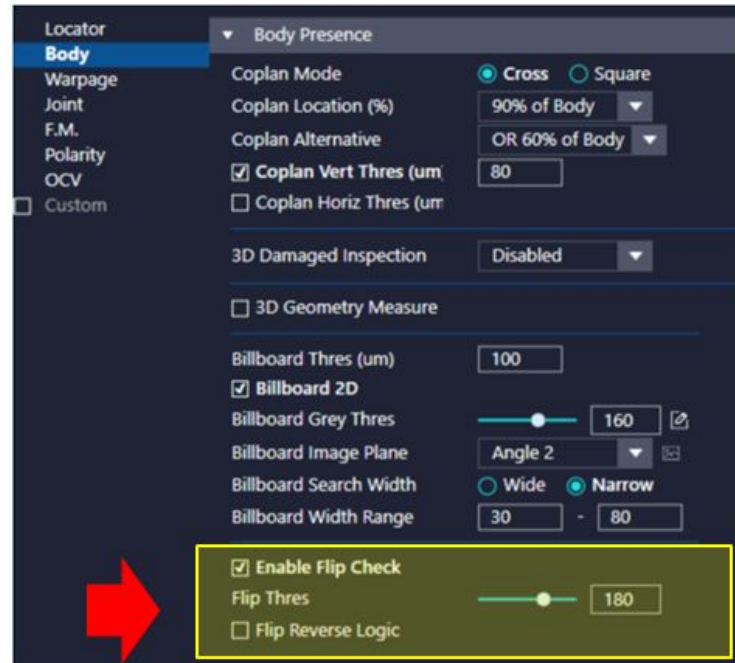 Locator
Body
Warpage
Joint
F.M.
Polarity
OCV
Custom
Body Presence
Coplan Mode Cross Square
Coplan Location (%) 90% of Body
Coplan Alternative OR 60% of Body
Coplan Vert Thres (um 80
Coplan Horiz Thres (um
3D Damaged Inspection Disabled
3D Geometry Measure
Billboard Thres (um) 100
Billboard 2D
Billboard Grey Thres 160
Billboard Image Plane Angle 2
Billboard Search Width Wide Narrow
Billboard Width Range 30 - 80
Enable Flip Check
Flip Thres 180
Flip Reverse Logic